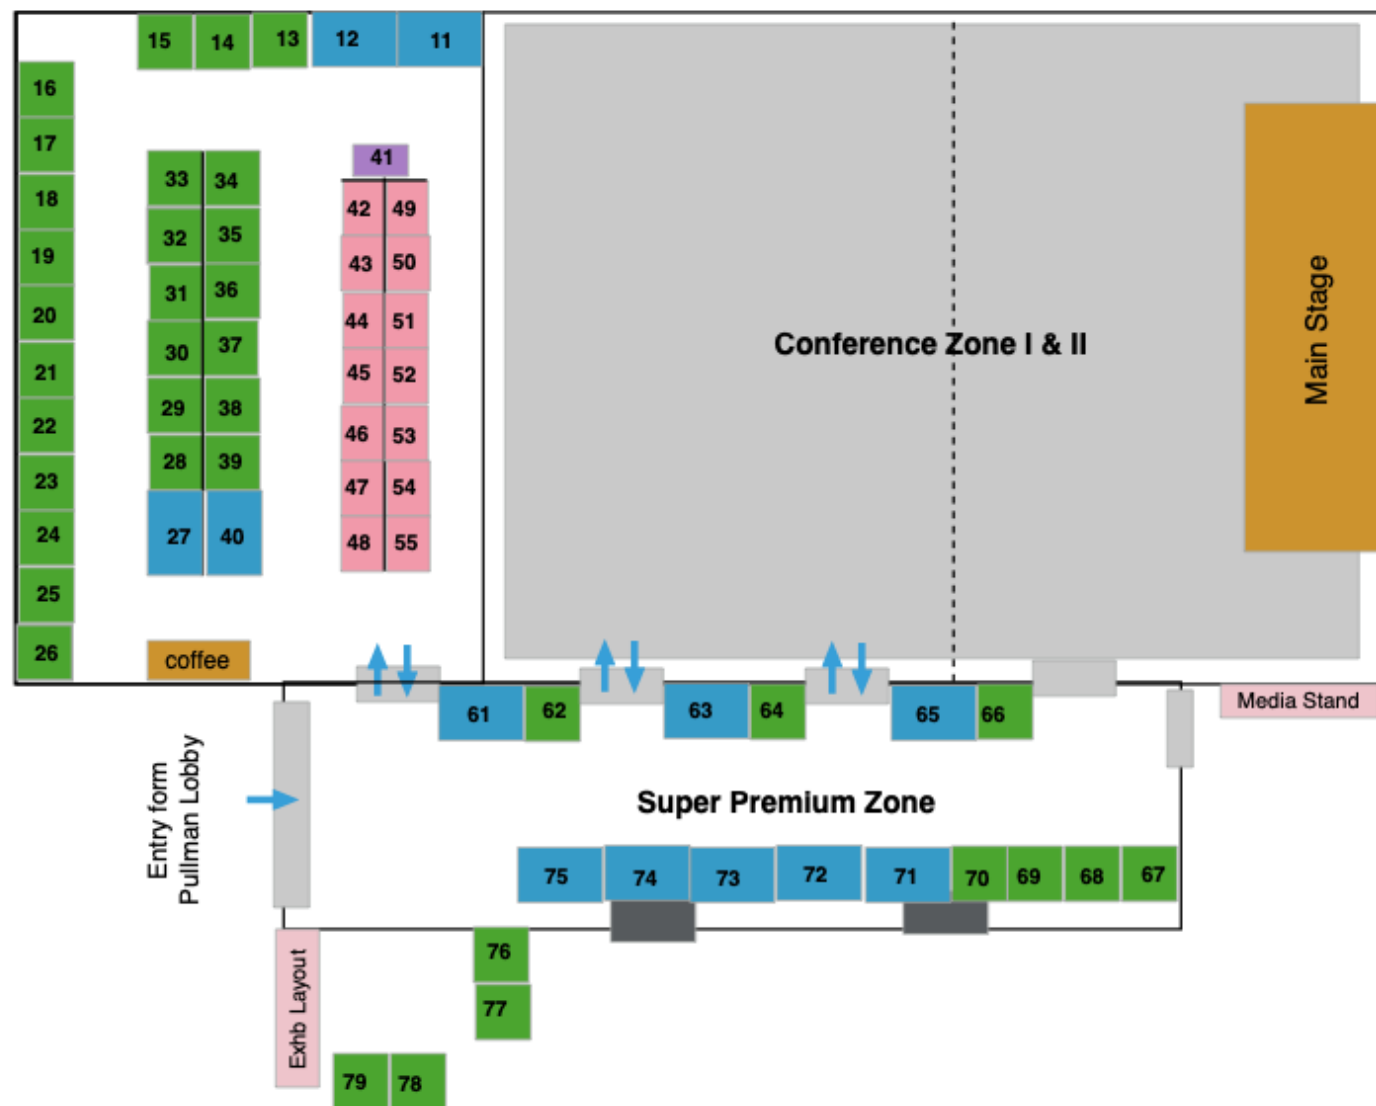 15 14 13 12 11
16
17
18
19
20
21
22
23
24
25
26
33 34
32 35
31 36
30 37
29 38
28 39
27 40
41
42 49
43 50
44 51
45 52
46 53
47 54
48 55
coffee
Conference Zone I & II
Main Stage
Media Stand
61 62 63 64 65 66
Entry form
Pullman Lobby
Super Premium Zone
75 74 73 72 71 70 69 68 67
76
77
Exhb Layout
79 78